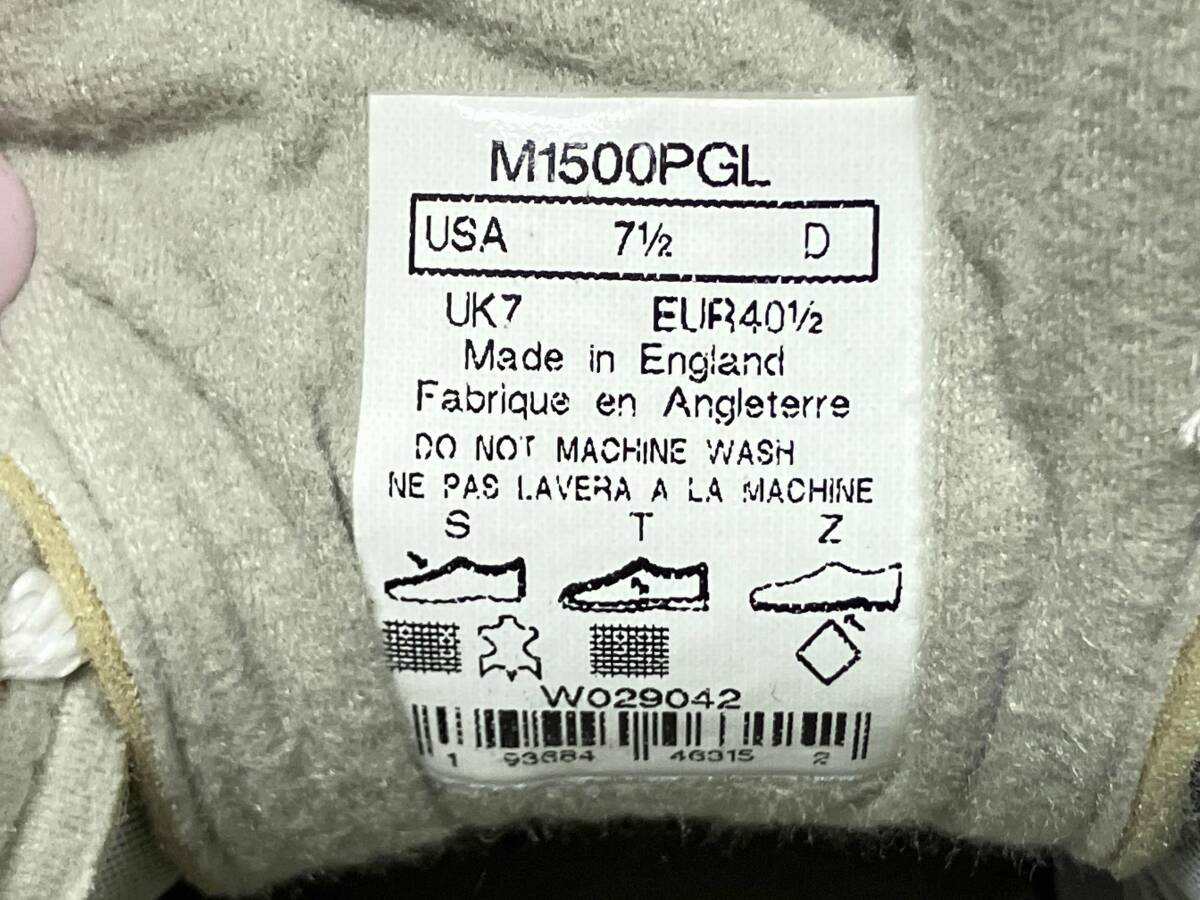 M1500PGL
USA 7½ D
UK7 EUR40½
Made in England
Fabrique en Angleterre
DO NOT MACHINE WASH
NE PAS LAVERA A LA MACHINE
S T Z
W029042
1 93684 46315 2